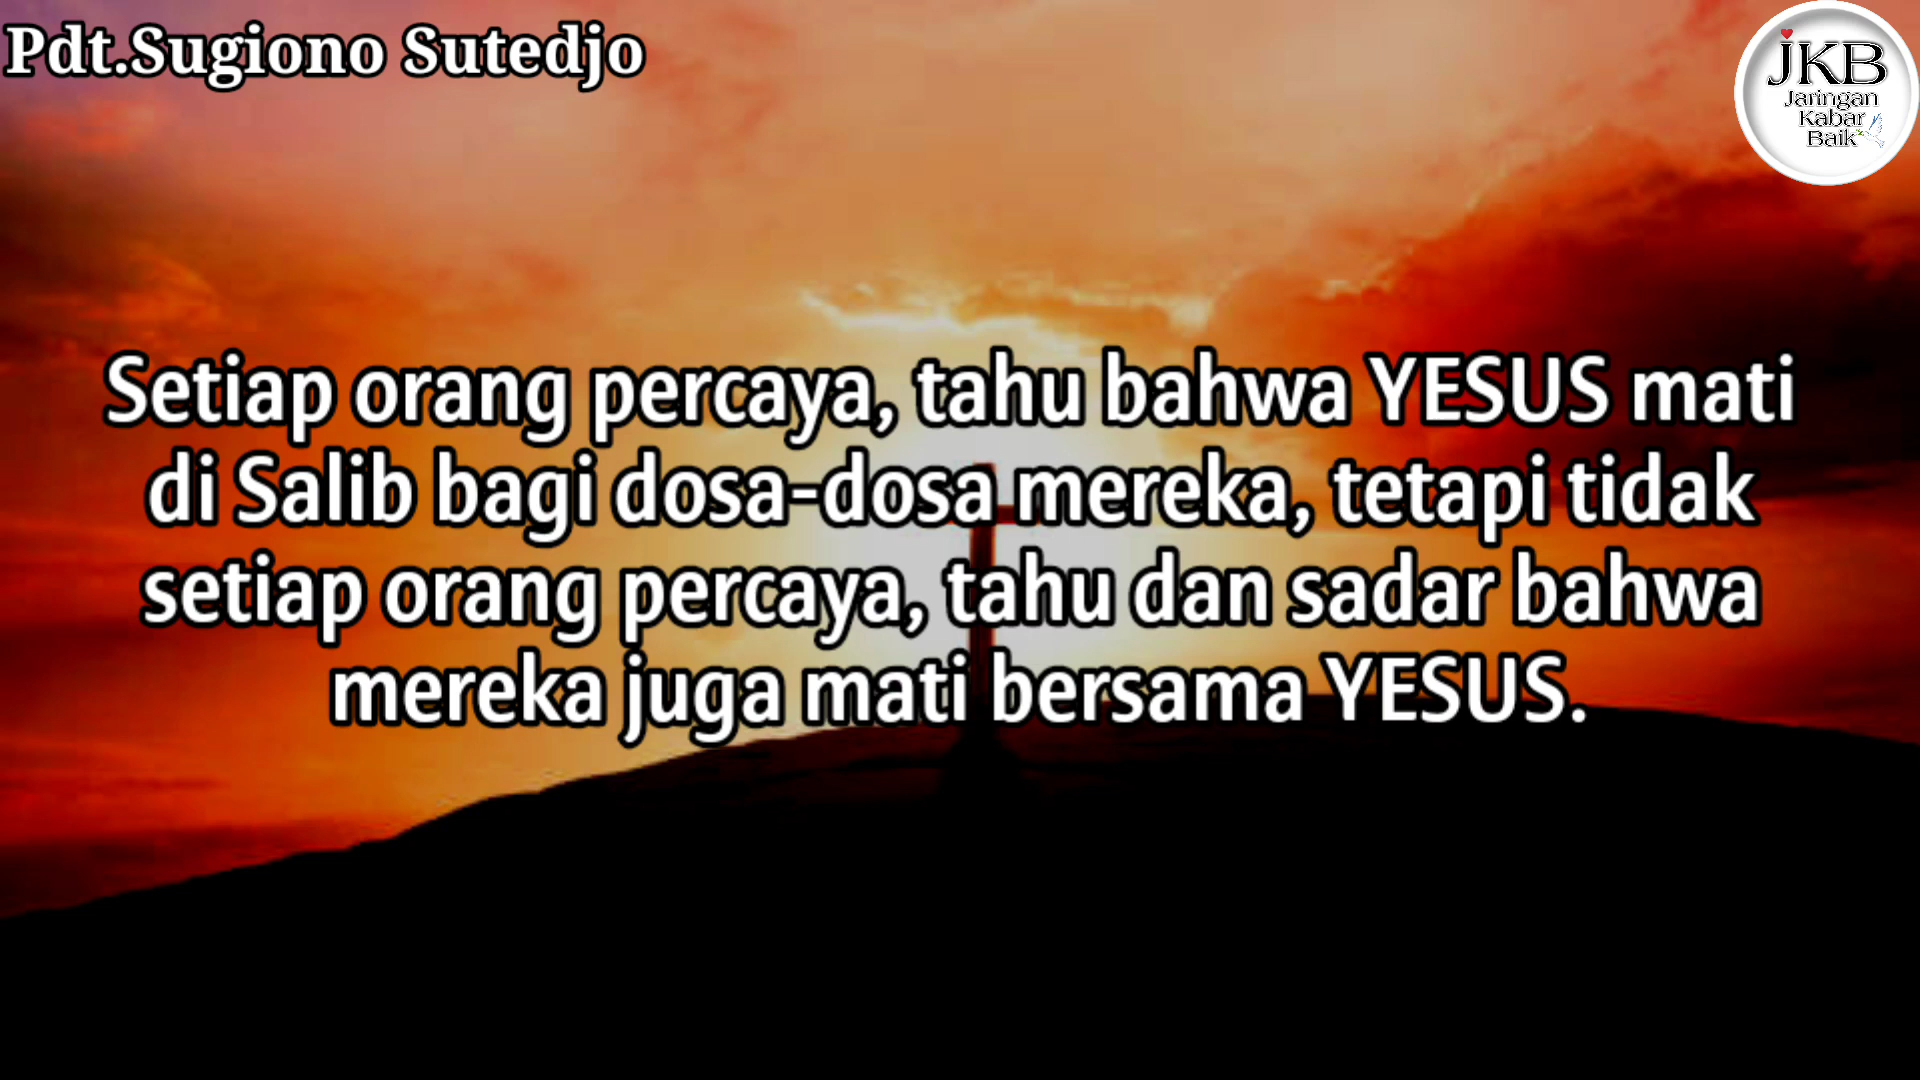 Pdt.Sugiono Sutedjo
JKB
Jaringan
Kabar
Baik
Setiap orang percaya, tahu bahwa YESUS mati
di Salib bagi dosa-dosa mereka, tetapi tidak
setiap orang percaya, tahu dan sadar bahwa
mereka juga mati bersama YESUS.